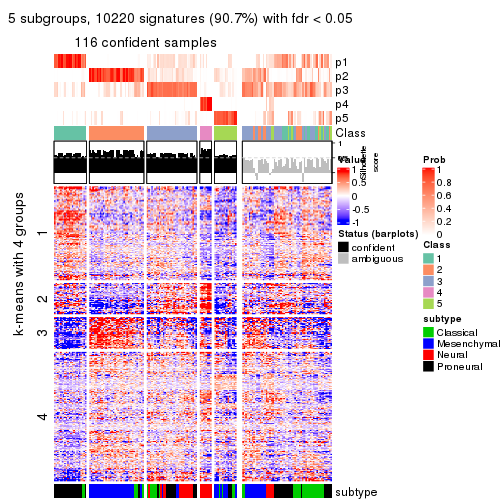 5 subgroups, 10220 signatures (90.7%) with fdr < 0.05
116 confident samples
p1
p2
p3
p4
p5
Class
1
Silhouette
score
k-means with 4 groups
1
2
3
4
subtype
Value
1
0.5
0
-0.5
-1
Status (barplots)
confident
ambiguous
Prob
1
0.8
0.6
0.4
0.2
0
Class
1
2
3
4
5
subtype
Classical
Mesenchymal
Neural
Proneural